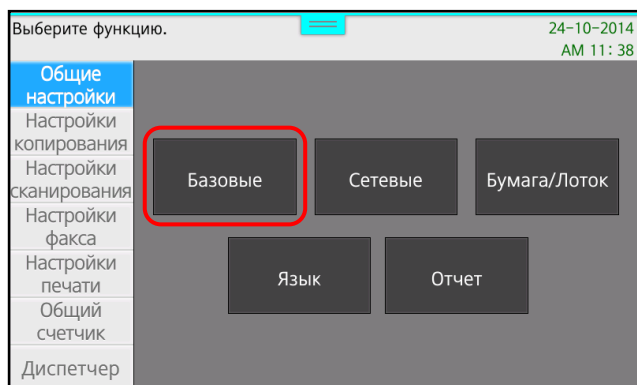 Выберите функцию.
24-10-2014
AM 11:38
Общие
настройки
Настройки
копирования
Настройки
сканирования
Настройки
факса
Настройки
печати
Общий
счетчик
Диспетчер
Базовые
Сетевые
Бумага/Лоток
Язык
Отчет